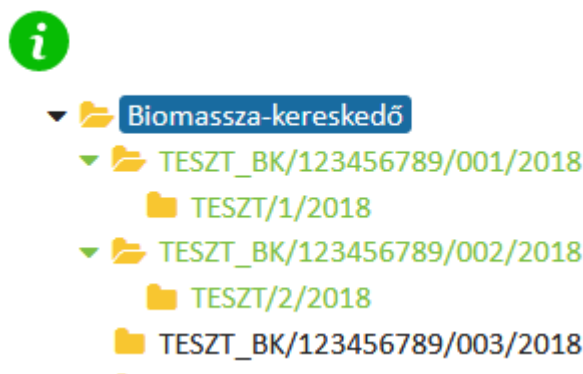 i
Biomassza-kereskedő
TESZT_BK/123456789/001/2018
TESZT/1/2018
TESZT_BK/123456789/002/2018
TESZT/2/2018
TESZT_BK/123456789/003/2018